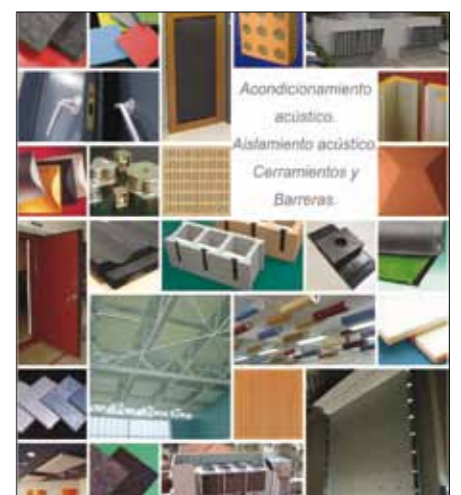 Acondicionamiento
acústico.
Aislamiento acústico.
Cerramientos y
Barreras.